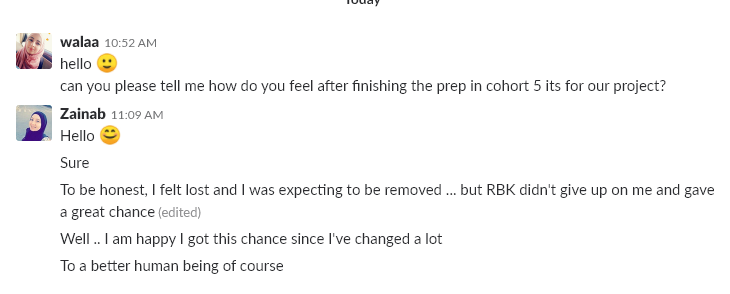 Today
walaa 10:52 AM
hello 🙂
can you please tell me how do you feel after finishing the prep in cohort 5 its for our project?
Zainab 11:09 AM
Hello 😊
Sure
To be honest, I felt lost and I was expecting to be removed ... but RBK didn't give up on me and gave
a great chance (edited)
Well .. I am happy I got this chance since I've changed a lot
To a better human being of course